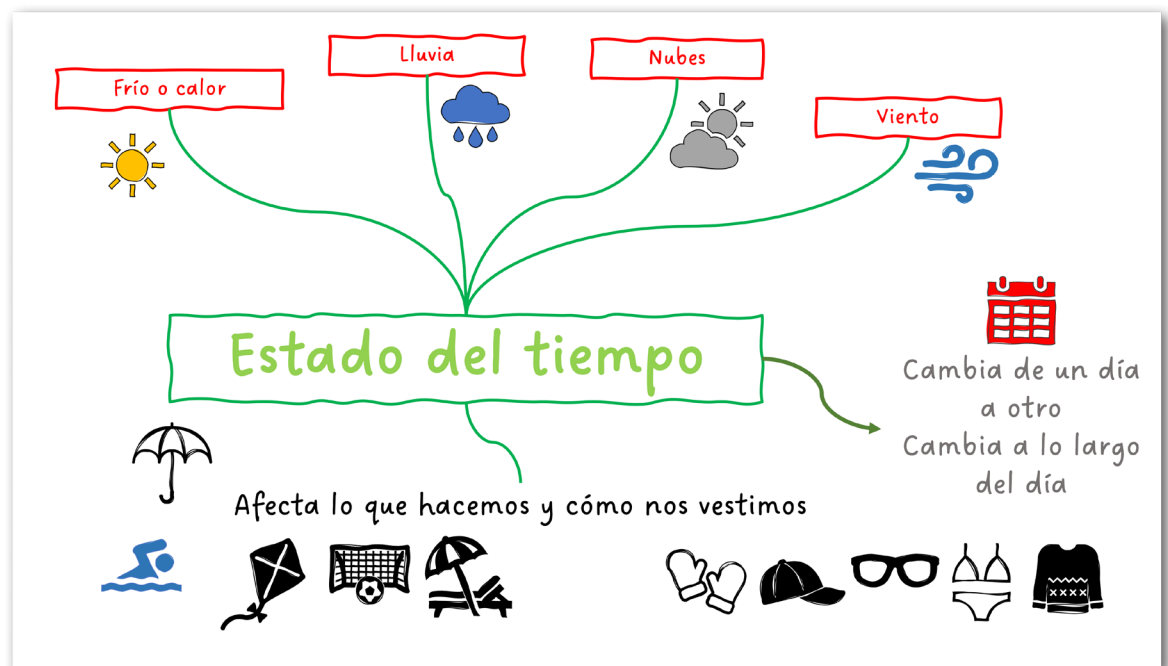 Frío o calor
Lluvia
Nubes
Viento
Estado del tiempo
Cambia de un día
a otro
Cambia a lo largo
del día
Afecta lo que hacemos y cómo nos vestimos